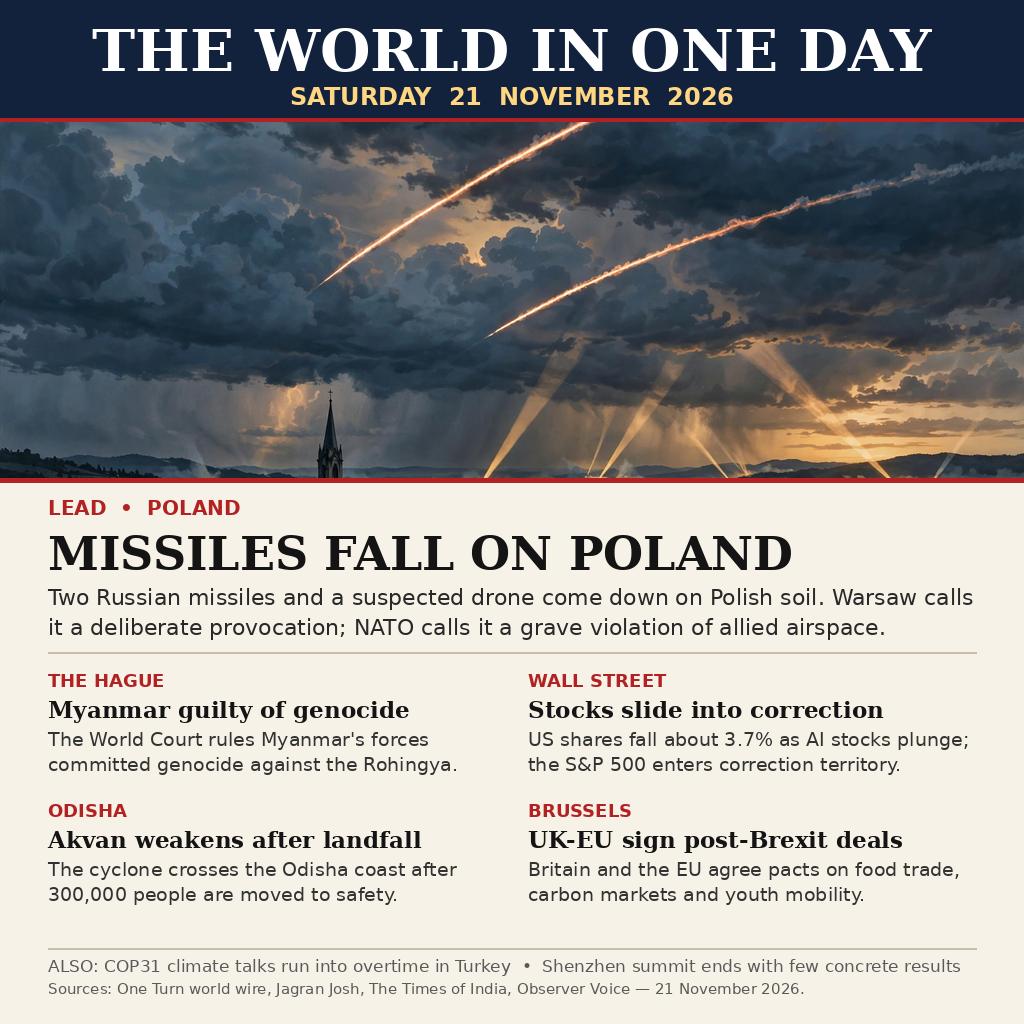 THE WORLD IN ONE DAY
SATURDAY 21 NOVEMBER 2026
LEAD • POLAND
MISSILES FALL ON POLAND
Two Russian missiles and a suspected drone come down on Polish soil. Warsaw calls
it a deliberate provocation; NATO calls it a grave violation of allied airspace.
THE HAGUE
Myanmar guilty of genocide
The World Court rules Myanmar's forces
committed genocide against the Rohingya.
WALL STREET
Stocks slide into correction
US shares fall about 3.7% as AI stocks plunge;
the S&P 500 enters correction territory.
ODISHA
Akvan weakens after landfall
The cyclone crosses the Odisha coast after
300,000 people are moved to safety.
BRUSSELS
UK-EU sign post-Brexit deals
Britain and the EU agree pacts on food trade,
carbon markets and youth mobility.
ALSO: COP31 climate talks run into overtime in Turkey • Shenzhen summit ends with few concrete results
Sources: One Turn world wire, Jagran Josh, The Times of India, Observer Voice — 21 November 2026.